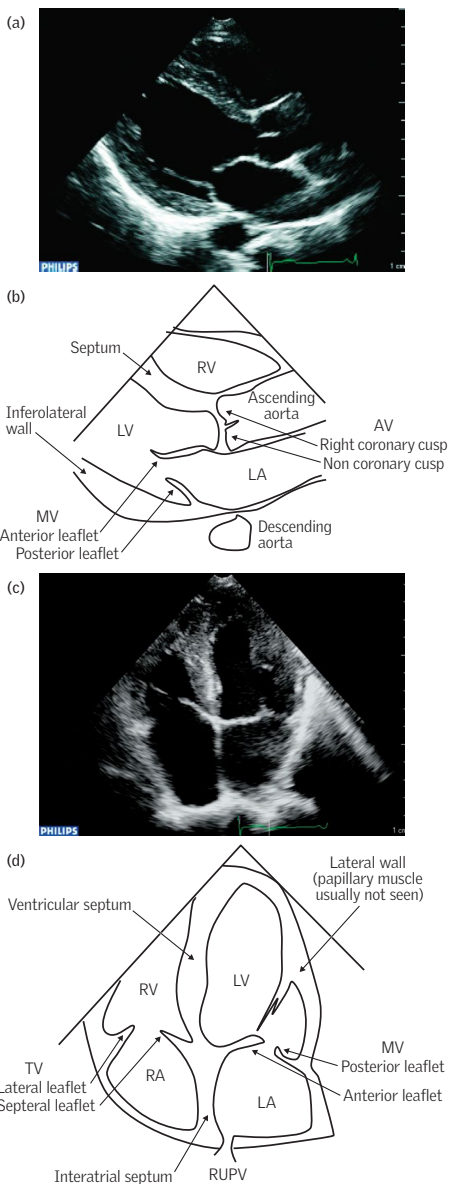 (a)
PHILIPS
1 cm
(b)
Septum
RV
Ascending
aorta
Inferolateral
wall
LV
AV
Right coronary cusp
Non coronary cusp
LA
MV
Anterior leaflet
Posterior leaflet
Descending
aorta
(c)
PHILIPS
1 cm
(d)
Lateral wall
(papillary muscle
usually not seen)
Ventricular septum
RV
LV
TV
Lateral leaflet
Septeral leaflet
RA
MV
Posterior leaflet
Anterior leaflet
LA
Interatrial septum
RUPV